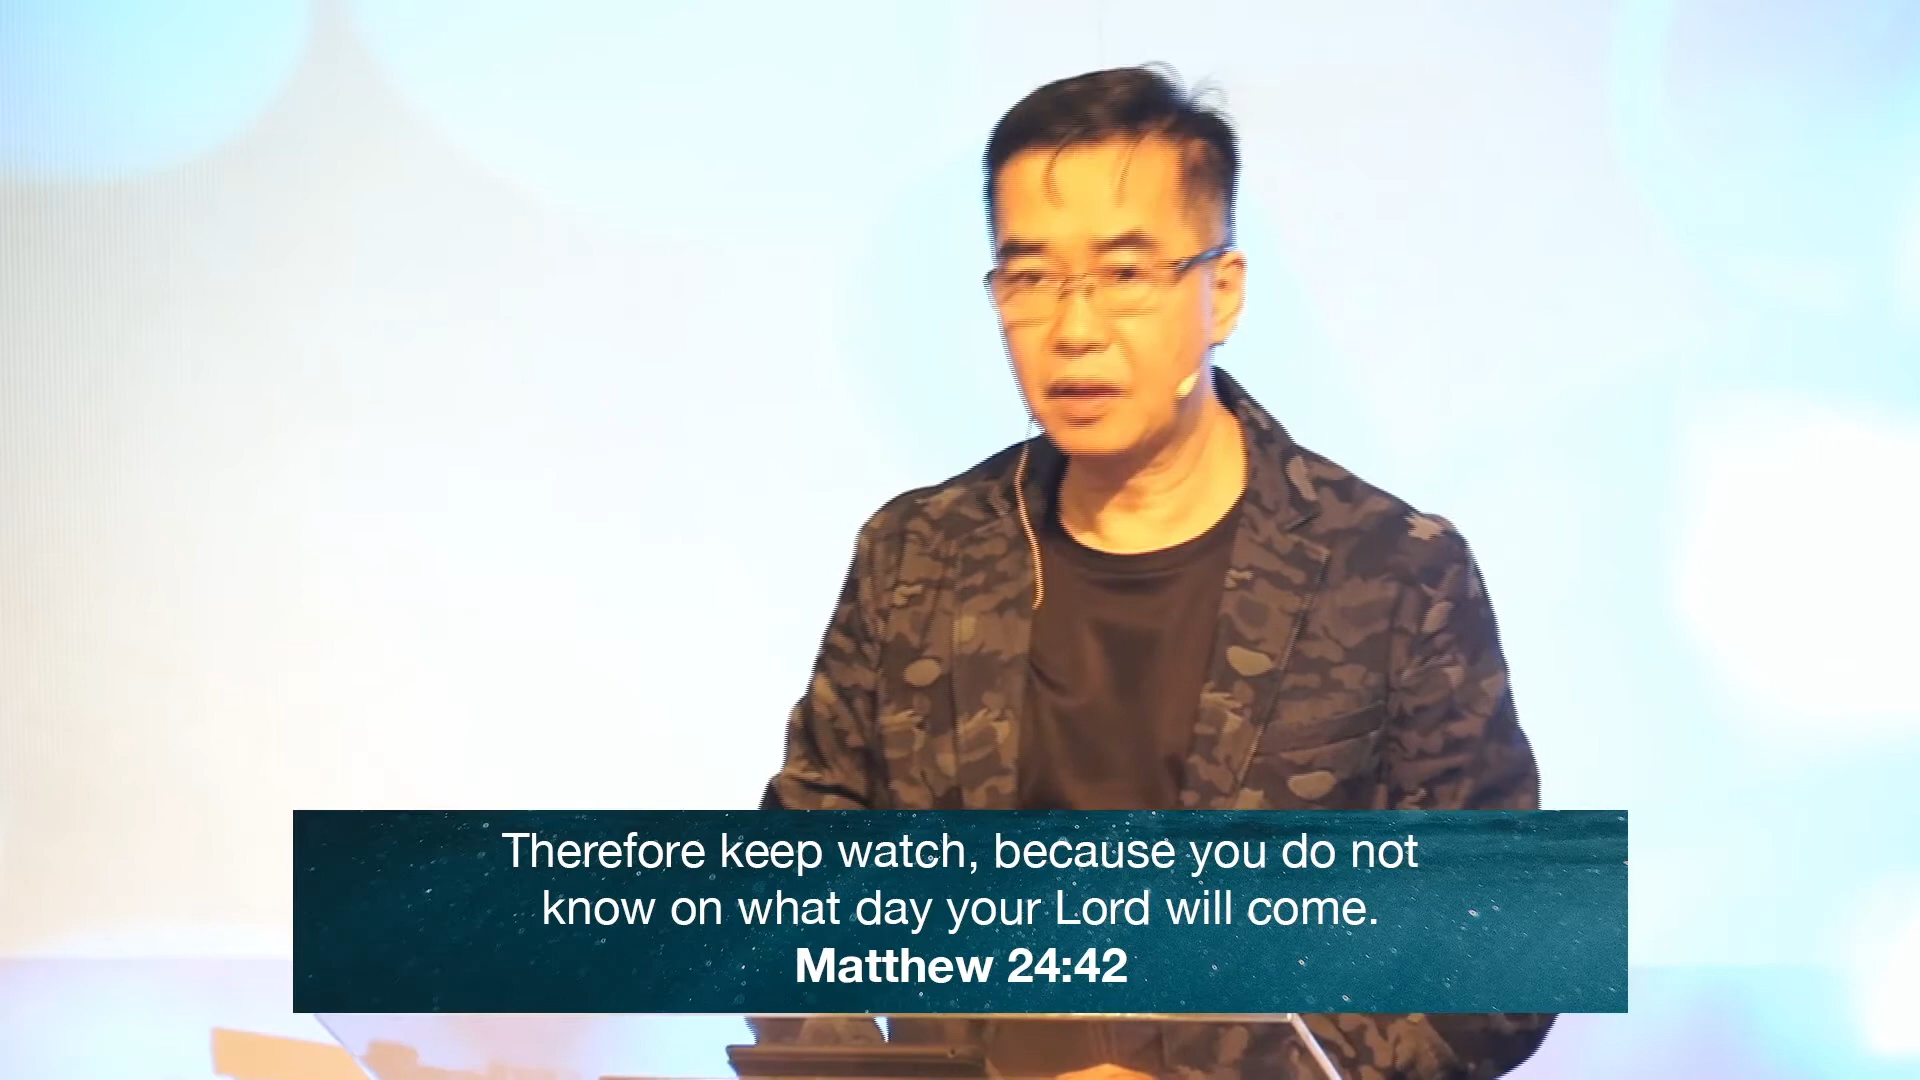 Therefore keep watch, because you do not
know on what day your Lord will come.
Matthew 24:42